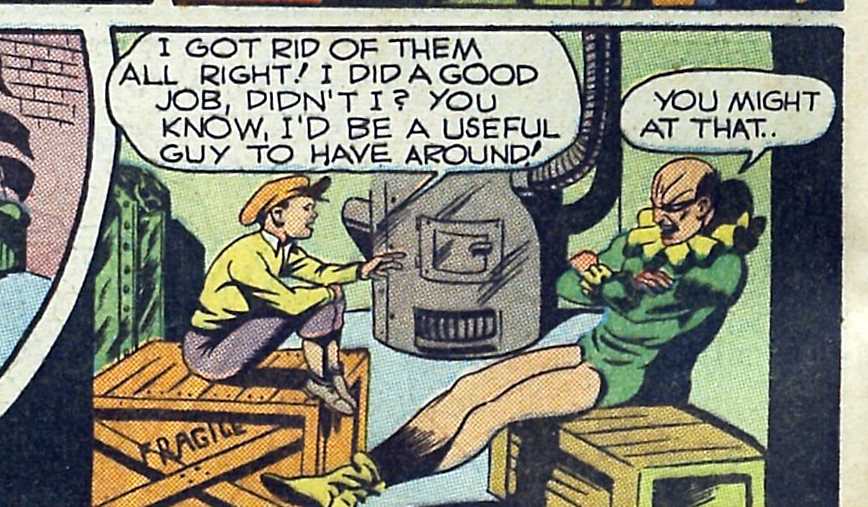 I GOT RID OF THEM
ALL RIGHT! I DID A GOOD
JOB, DIDN'T I? YOU
KNOW, I'D BE A USEFUL
GUY TO HAVE AROUND!
YOU MIGHT
AT THAT..
FRAGILE